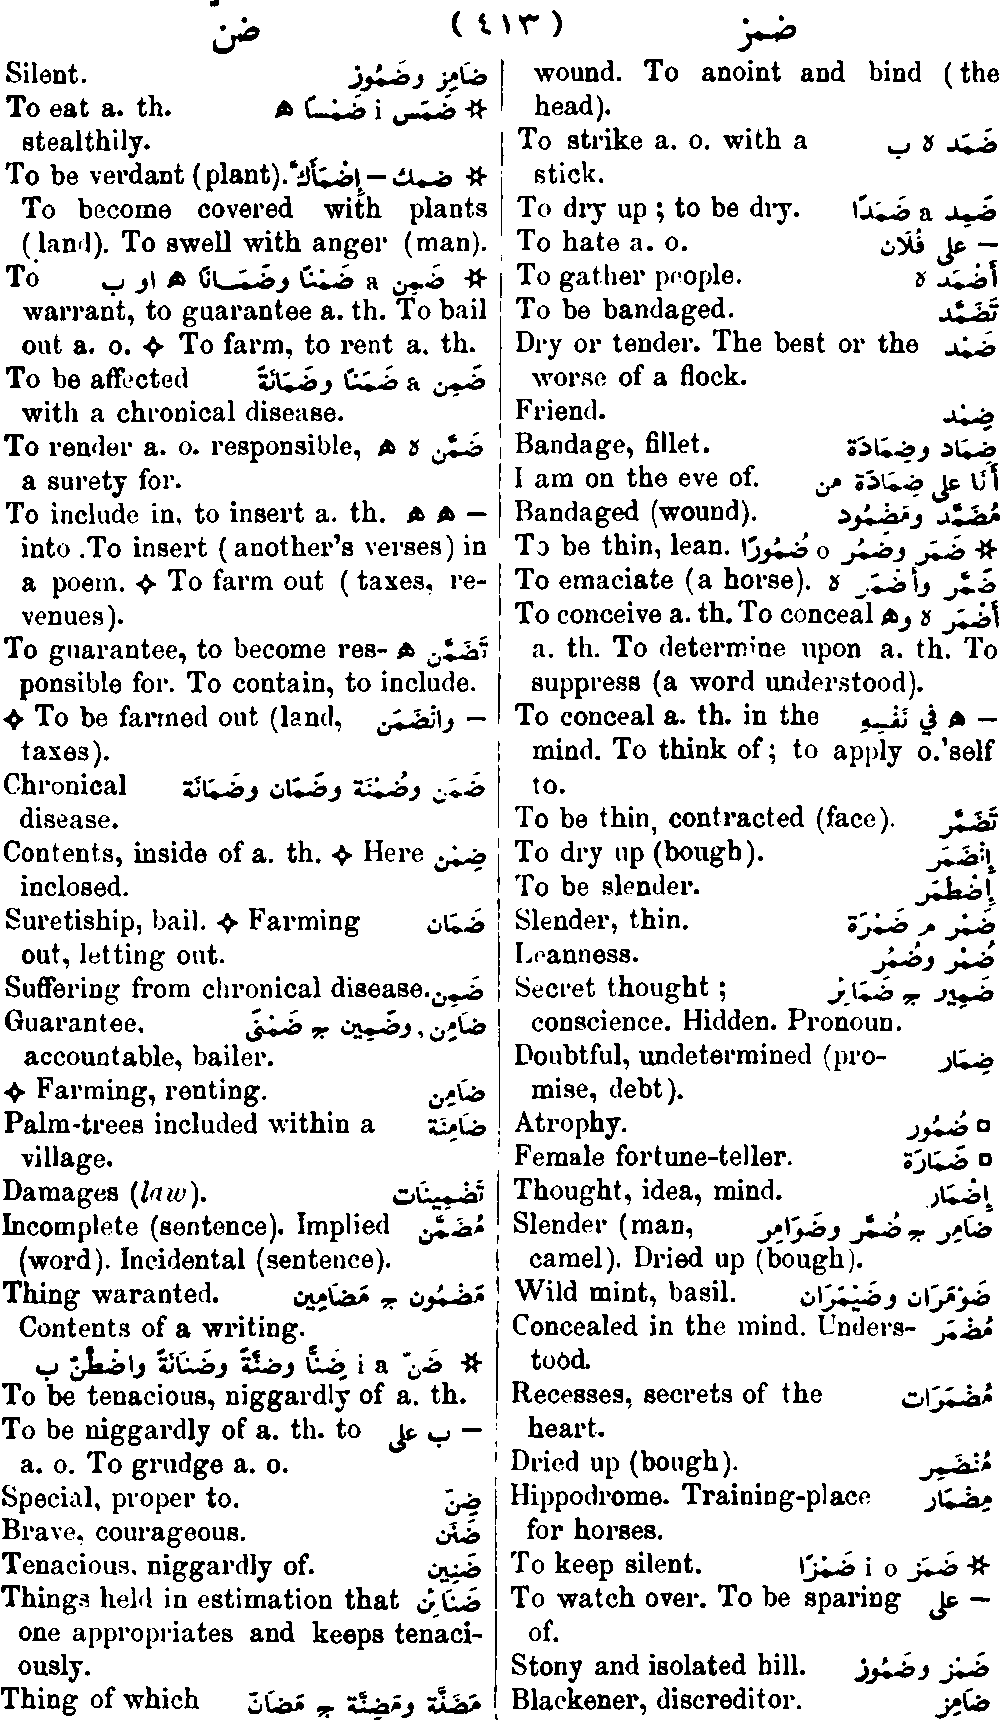 ضن (٤١٣) ضمز
wound. To anoint and bind (the
head).
To strike a. o. with a ضَمَد ه ب
stick.
To dry up ; to be dry. ضَمِد a ضَمَدًا
To hate a. o. — على فُلَان
To gather people. أَضْمَد ه
To be bandaged. تَضَمَّد
Dry or tender. The best or the ضَمْد
worse of a flock.
Friend. ضِمْد
Bandage, fillet. ضِمَاد وضِمَادَة
I am on the eve of. أَنَا على ضِمَادَة من
Bandaged (wound). مُضَمَّد ومَضْمُود
To be thin, lean. ✲ ضَمَر وضَمُر o ضُمُورًا
To emaciate (a horse). ضَمَّر وأَضْمَر ه
To conceive a. th. To conceal أَضْمَر ه وه
a. th. To determine upon a. th. To
suppress (a word understood).
To conceal a. th. in the — ه في نَفْسِهِ
mind. To think of ; to apply o.'self
to.
To be thin, contracted (face). تَضَمَّر
To dry up (bough). إِنْضَمَر
To be slender. إِضْطَمَر
Slender, thin. ضَمْر م ضَمْرَة
Leanness. ضُمْر وضُمُر
Secret thought ; ضَمِير ج ضَمَائِر
conscience. Hidden. Pronoun.
Doubtful, undetermined (pro- ضِمَار
mise, debt).
Atrophy. □ ضُمُور
Female fortune-teller. □ ضَمَّارَة
Thought, idea, mind. إِضْمَار
Slender (man, ضَامِر ج ضُمَّر وضَوَامِر
camel). Dried up (bough).
Wild mint, basil. ضَوْمَرَان وضَيْمَرَان
Concealed in the mind. Unders- مُضْمَر
tood.
Recesses, secrets of the مُضْمَرَات
heart.
Dried up (bough). مُنْضَمِر
Hippodrome. Training-place مِضْمَار
for horses.
To keep silent. ✲ ضَمَز i o ضَمْزًا
To watch over. To be sparing — على
of.
Stony and isolated hill. ضَمْز وضَمُوز
Blackener, discreditor. ضَامِز
Silent. ضَامِز وضَمُوز
To eat a. th. ✲ ضَمَس i ضَمْسًا ه
stealthily.
To be verdant (plant). ✲ ضمك — إِضْمَأَكَّ
To become covered with plants
(land). To swell with anger (man).
To ✲ ضَمِن a ضَمْنًا وضَمَانًا ه او ب
warrant, to guarantee a. th. To bail
out a. o. ✧ To farm, to rent a. th.
To be affected ضَمِن a ضَمَنًا وضَمَانَةً
with a chronical disease.
To render a. o. responsible, ضَمَّن ه ه
a surety for.
To include in, to insert a. th. — ه ه
into .To insert (another's verses) in
a poem. ✧ To farm out (taxes, re-
venues).
To guarantee, to become res- تَضَمَّن ه
ponsible for. To contain, to include.
✧ To be farmed out (land, — وانْضَمَن
taxes).
Chronical ضَمَن وضُمْنَة وضَمَان وضَمَانَة
disease.
Contents, inside of a. th. ✧ Here ضِمْن
inclosed.
Suretiship, bail. ✧ Farming ضَمَان
out, letting out.
Suffering from chronical disease. ضَمِن
Guarantee, ضَامِن, وضَمِين ج ضَمْنَى
accountable, bailer.
✧ Farming, renting. ضَامِن
Palm-trees included within a ضَامِنَة
village.
Damages (law). تَضْمِينَات
Incomplete (sentence). Implied مُضَمَّن
(word). Incidental (sentence).
Thing waranted. مَضْمُون ج مَضَامِين
Contents of a writing.
✲ ضَنّ i a ضِنًّا وضِنَّةً وضَنَانَةً واضْطَنَّ ب
To be tenacious, niggardly of a. th.
To be niggardly of a. th. to — ب على
a. o. To grudge a. o.
Special, proper to. ضِنّ
Brave, courageous. ضَنَن
Tenacious, niggardly of. ضَنِين
Things held in estimation that ضَنَائِن
one appropriates and keeps tenaci-
ously.
Thing of which مَضَنَّة ومَضِنَّة ج مَضَانّ